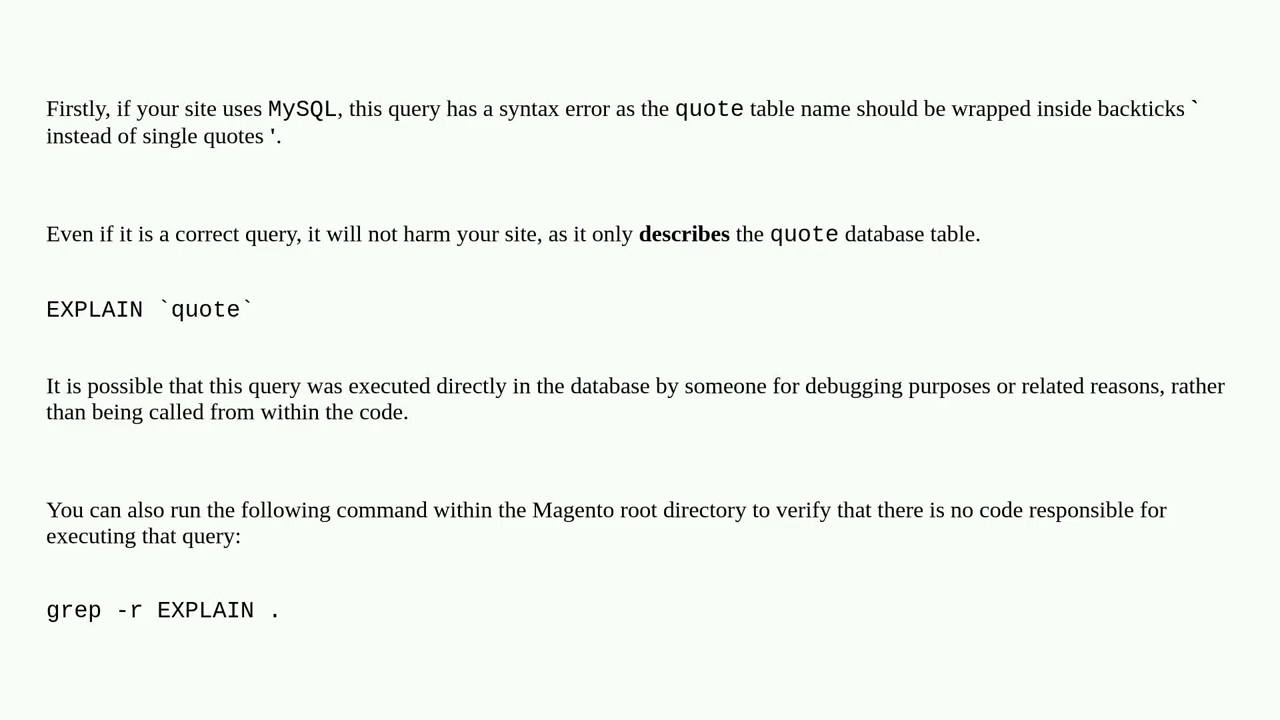 Firstly, if your site uses MySQL, this query has a syntax error as the quote table name should be wrapped inside backticks `
instead of single quotes '.
Even if it is a correct query, it will not harm your site, as it only describes the quote database table.
EXPLAIN `quote`
It is possible that this query was executed directly in the database by someone for debugging purposes or related reasons, rather
than being called from within the code.
You can also run the following command within the Magento root directory to verify that there is no code responsible for
executing that query:
grep -r EXPLAIN .